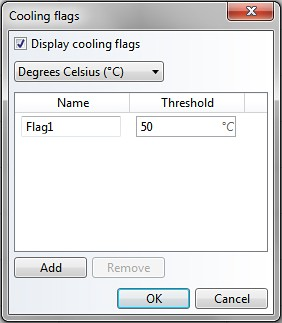 Cooling flags
Display cooling flags
Degrees Celsius (°C)
Name Threshold
Flag1 50 °C
Add Remove
OK Cancel